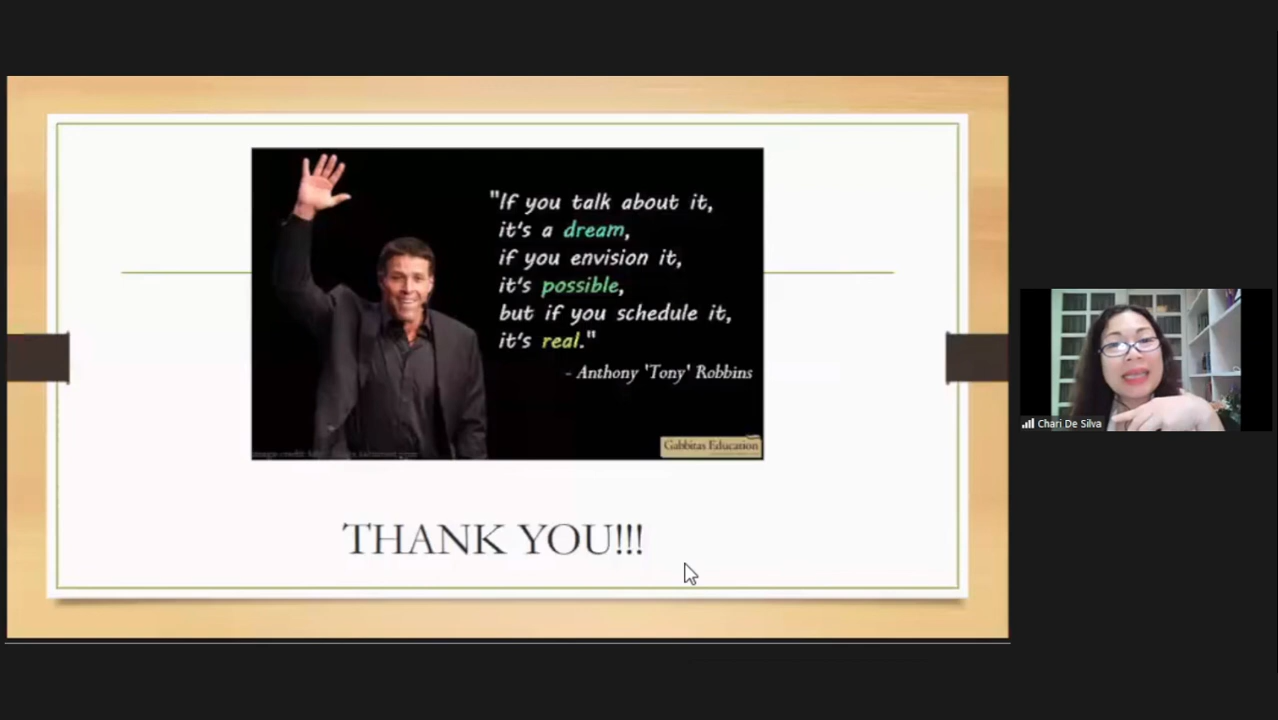 "If you talk about it,
it's a dream,
if you envision it,
it's possible,
but if you schedule it,
it's real."
- Anthony 'Tony' Robbins
Gabbitas Education
THANK YOU!!!
Chari De Silva